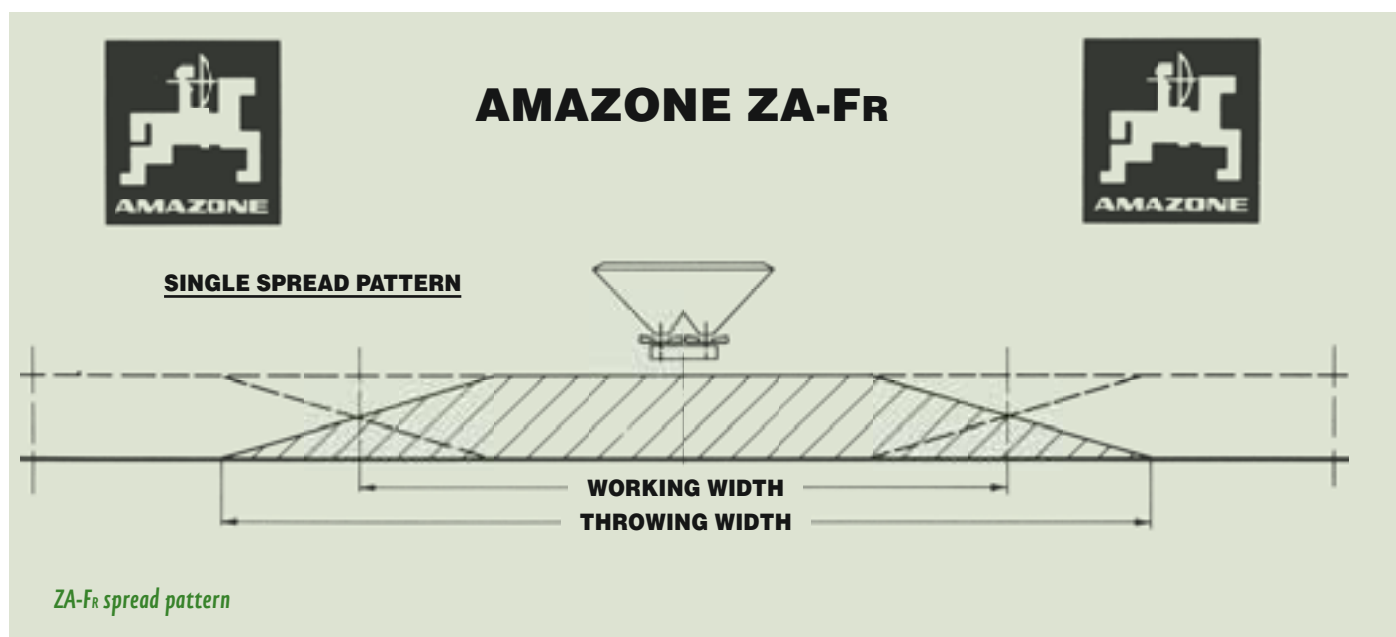 AMAZONE
AMAZONE ZA-FR
AMAZONE
SINGLE SPREAD PATTERN
WORKING WIDTH
THROWING WIDTH
ZA-FR spread pattern